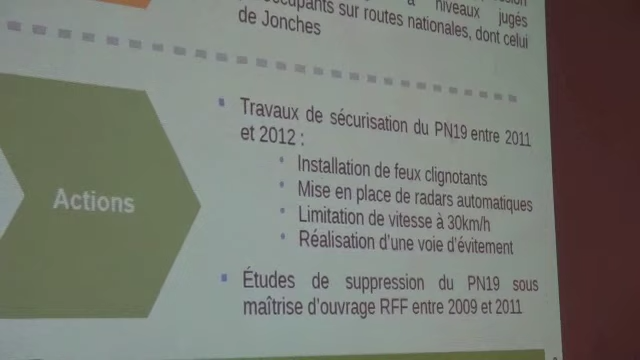 niveaux jugés
sur routes nationales, dont celui
de Jonches
Travaux de sécurisation du PN19 entre 2011
et 2012 :
Installation de feux clignotants
Mise en place de radars automatiques
Actions
Limitation de vitesse à 30km/h
Réalisation d'une voie d'évitement
Études de suppression du PN19 sous
maîtrise d'ouvrage RFF entre 2009 et 2011